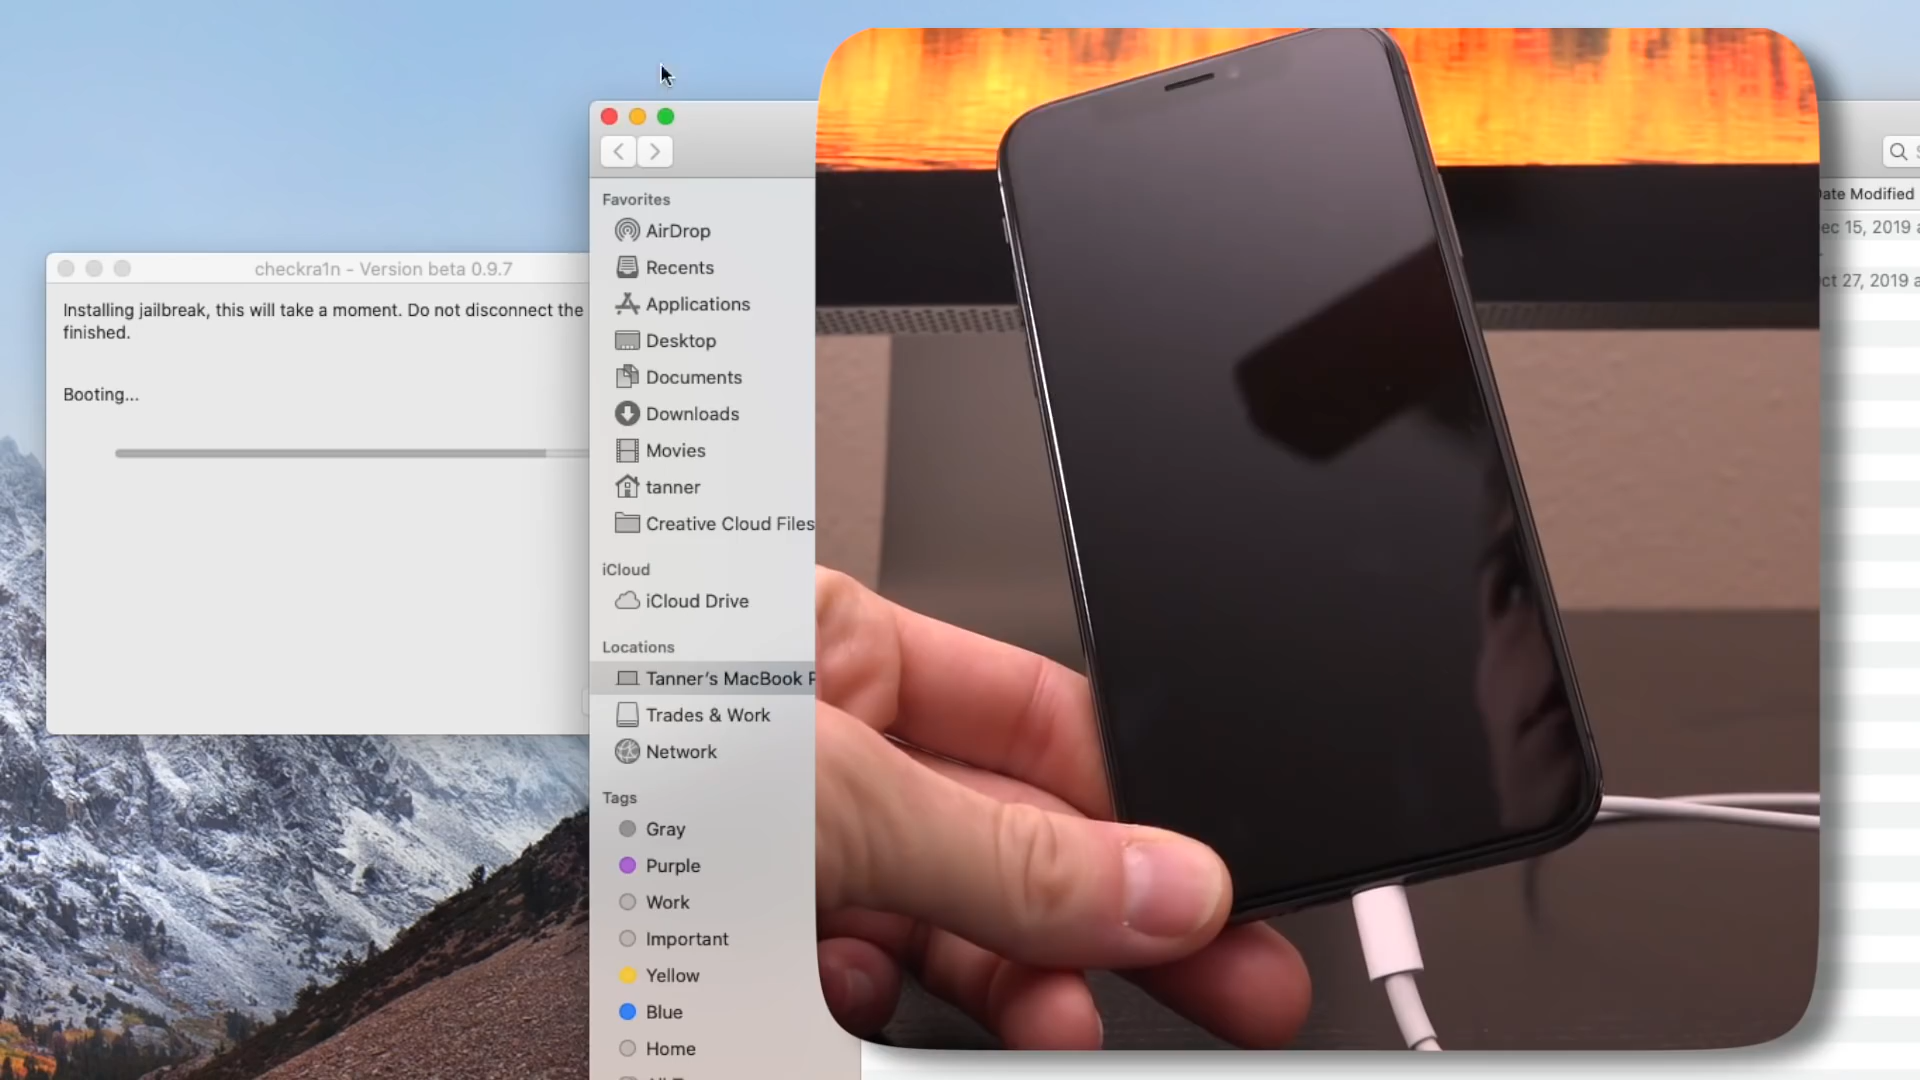 checkra1n - Version beta 0.9.7
Installing jailbreak, this will take a moment. Do not disconnect the
finished.
Booting...
Favorites
AirDrop
Recents
Applications
Desktop
Documents
Downloads
Movies
tanner
Creative Cloud Files
iCloud
iCloud Drive
Locations
Tanner's MacBook P
Trades & Work
Network
Tags
Gray
Purple
Work
Important
Yellow
Blue
Home
Date Modified
ec 15, 2019 a
ct 27, 2019 a